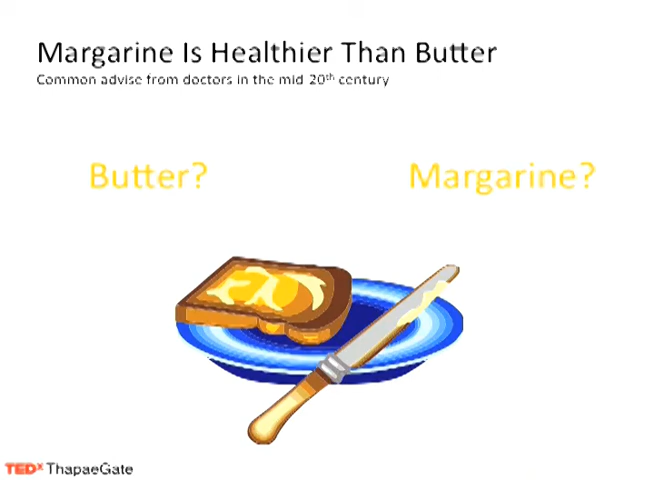 Margarine Is Healthier Than Butter
Common advise from doctors in the mid 20th century
Butter? Margarine?
TEDx ThapaeGate